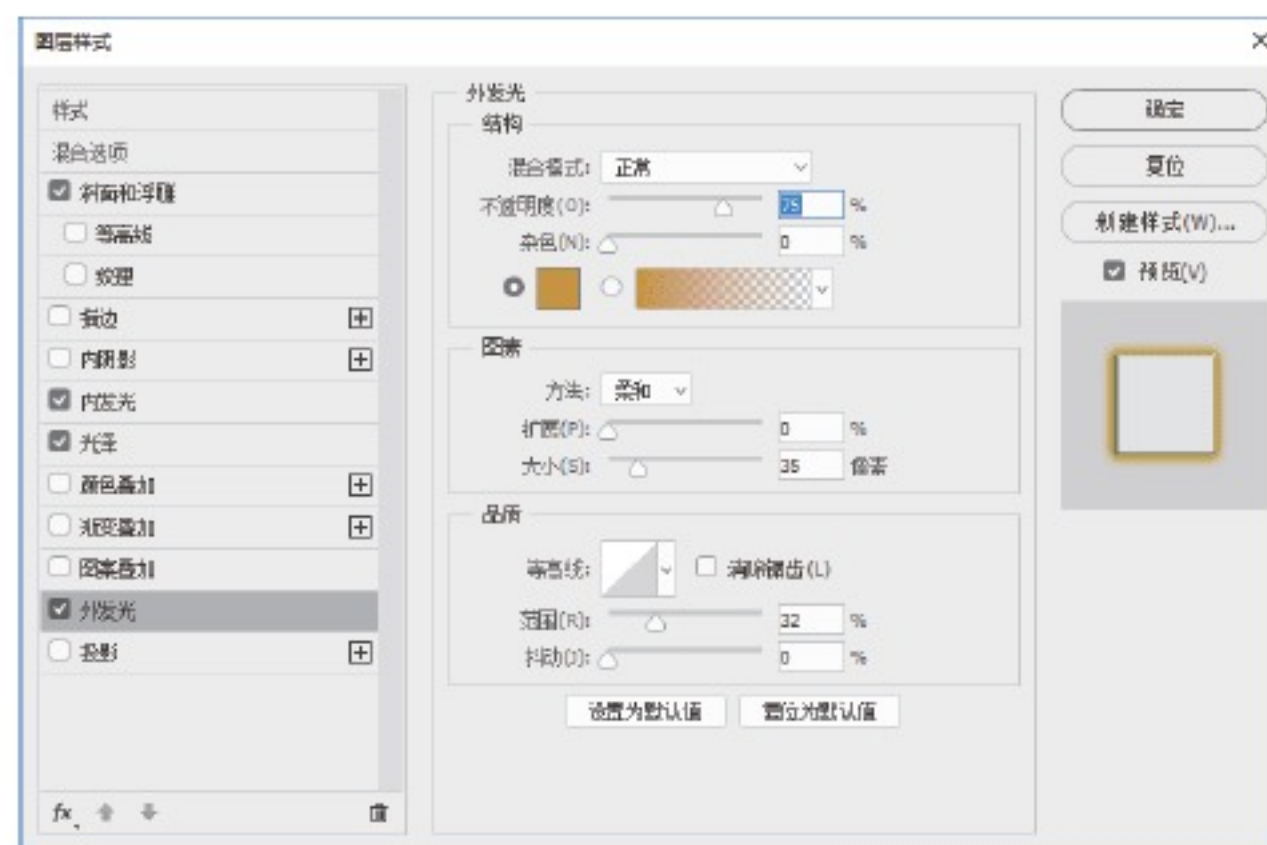 图层样式
样式
混合选项
斜面和浮雕
等高线
纹理
描边
内阴影
内发光
光泽
颜色叠加
渐变叠加
图案叠加
外发光
投影
fx
外发光
结构
混合模式: 正常
不透明度(O): 75 %
杂色(N): 0 %
图素
方法: 柔和
扩展(P): 0 %
大小(S): 35 像素
品质
等高线: 消除锯齿(L)
范围(R): 32 %
抖动(J): 0 %
设置为默认值 复位为默认值
确定
复位
新建样式(W)...
预览(V)